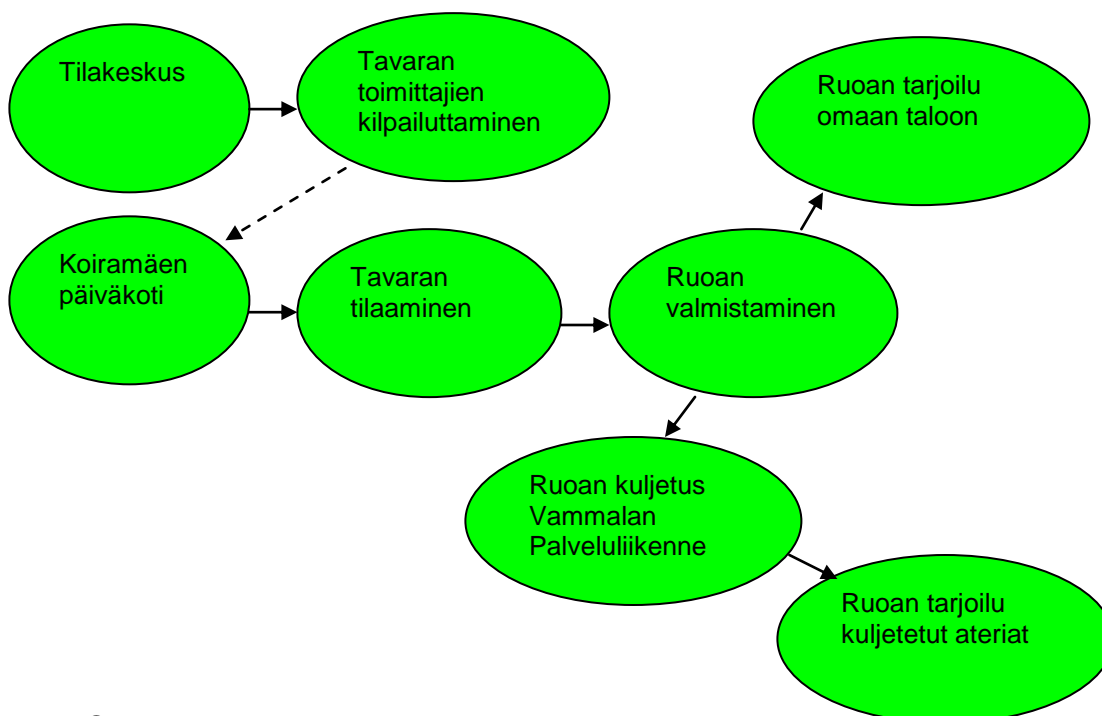 Tilakeskus
Tavaran
toimittajien
kilpailuttaminen
Ruoan tarjoilu
omaan taloon
Koiramäen
päiväkoti
Tavaran
tilaaminen
Ruoan
valmistaminen
Ruoan kuljetus
Vammalan
Palveluliikenne
Ruoan tarjoilu
kuljetetut ateriat